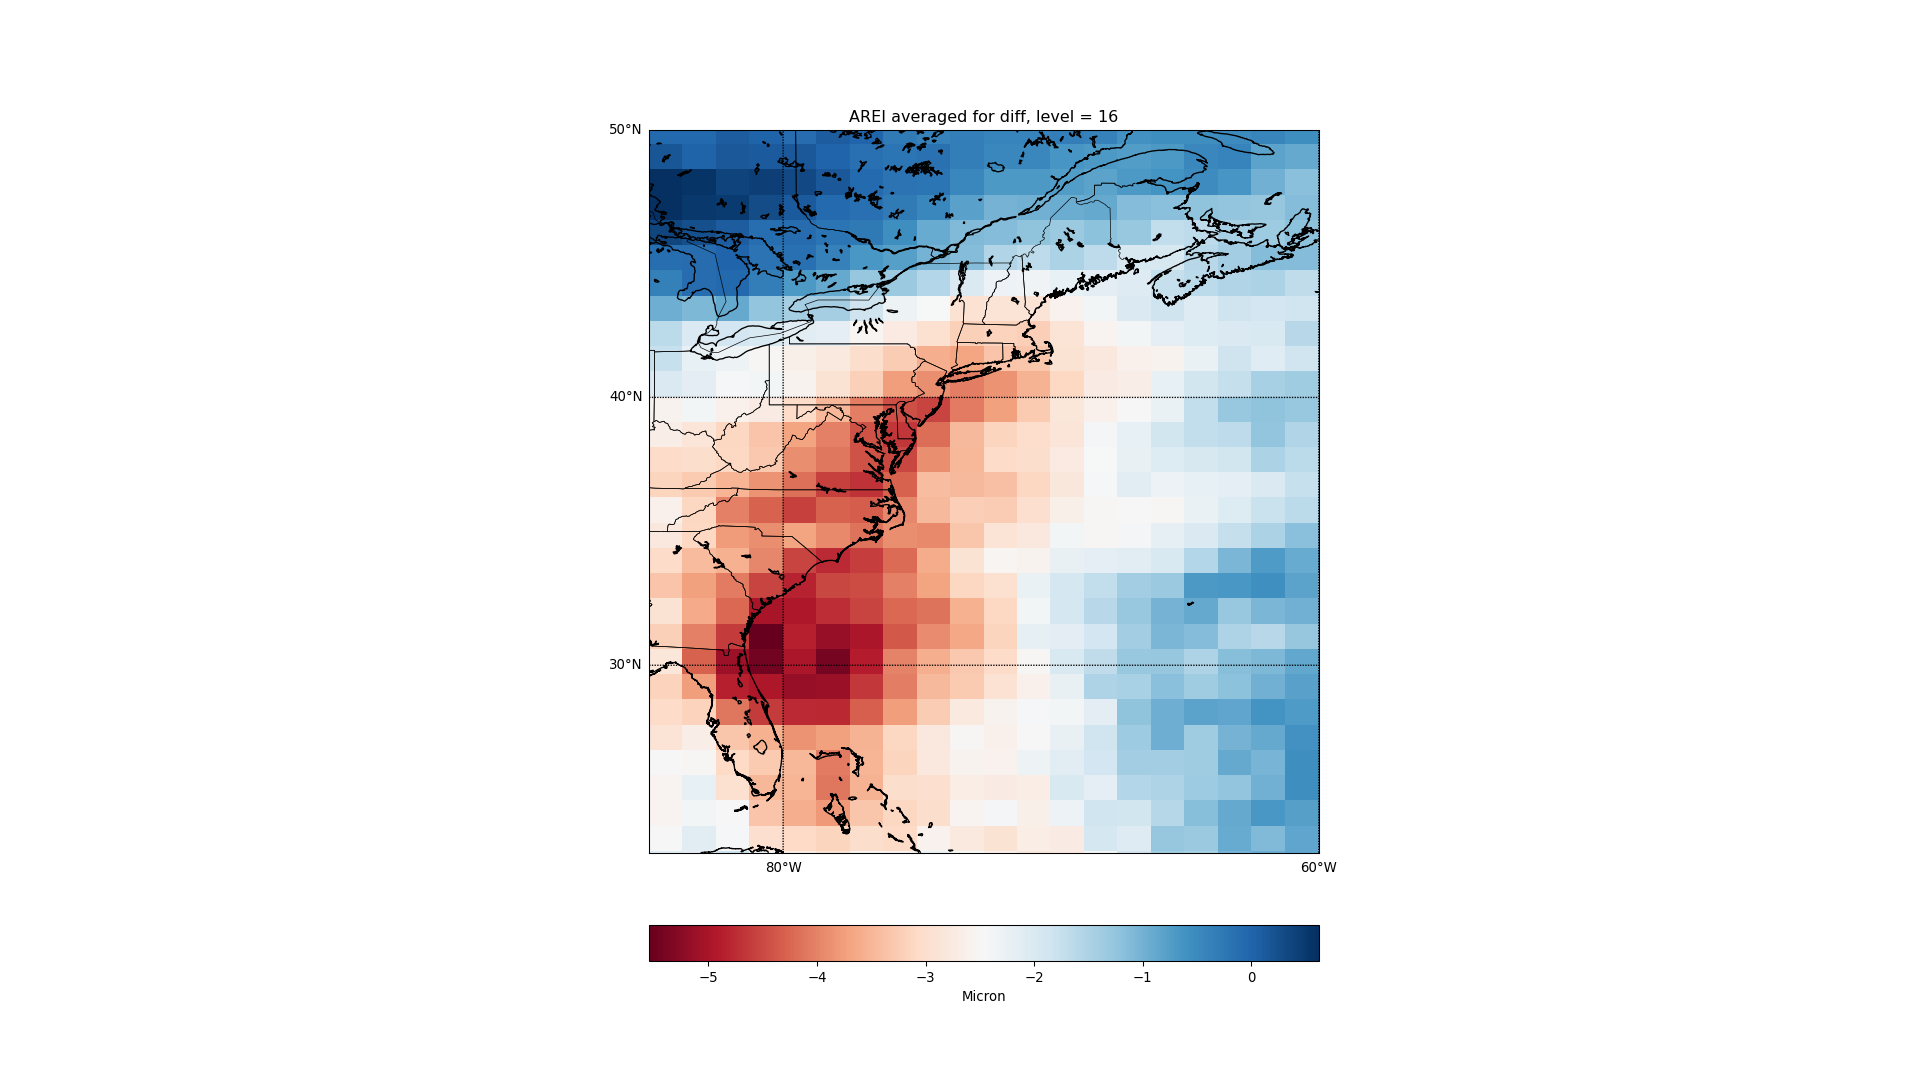 AREI averaged for diff, level = 16
50°N
40°N
30°N
80°W
60°W
−5 −4 −3 −2 −1 0
Micron